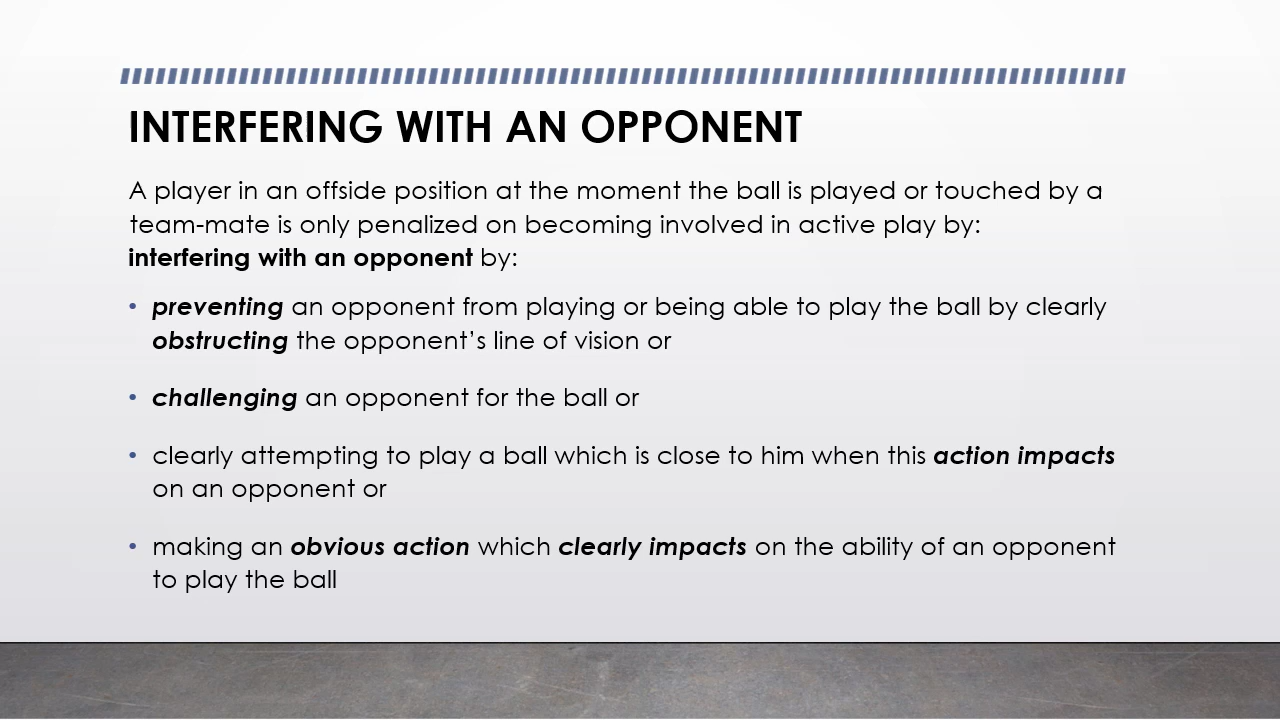 INTERFERING WITH AN OPPONENT
A player in an offside position at the moment the ball is played or touched by a
team-mate is only penalized on becoming involved in active play by:
interfering with an opponent by:
• preventing an opponent from playing or being able to play the ball by clearly
obstructing the opponent’s line of vision or
• challenging an opponent for the ball or
• clearly attempting to play a ball which is close to him when this action impacts
on an opponent or
• making an obvious action which clearly impacts on the ability of an opponent
to play the ball